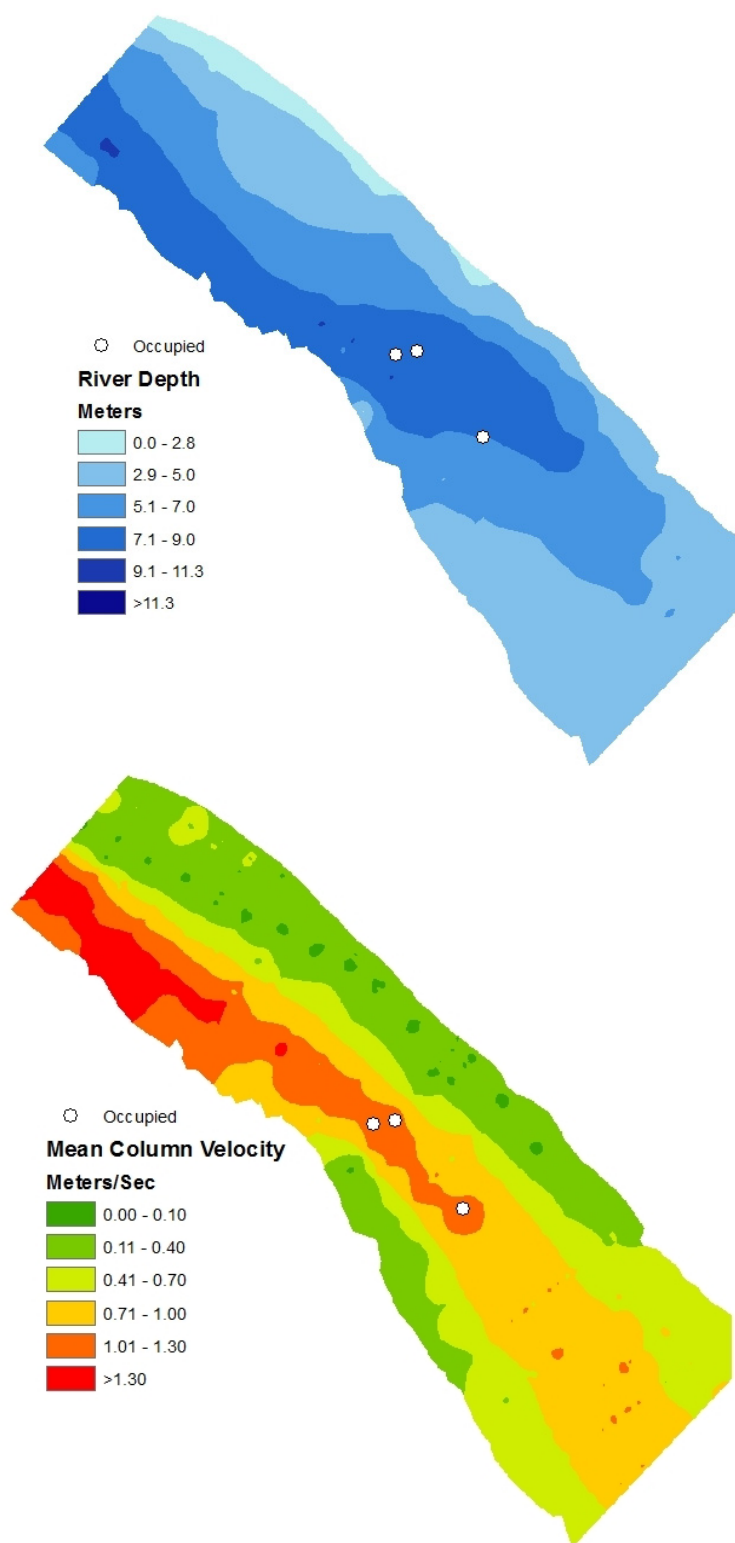 Occupied
River Depth
Meters
0.0 - 2.8
2.9 - 5.0
5.1 - 7.0
7.1 - 9.0
9.1 - 11.3
>11.3
Occupied
Mean Column Velocity
Meters/Sec
0.00 - 0.10
0.11 - 0.40
0.41 - 0.70
0.71 - 1.00
1.01 - 1.30
>1.30